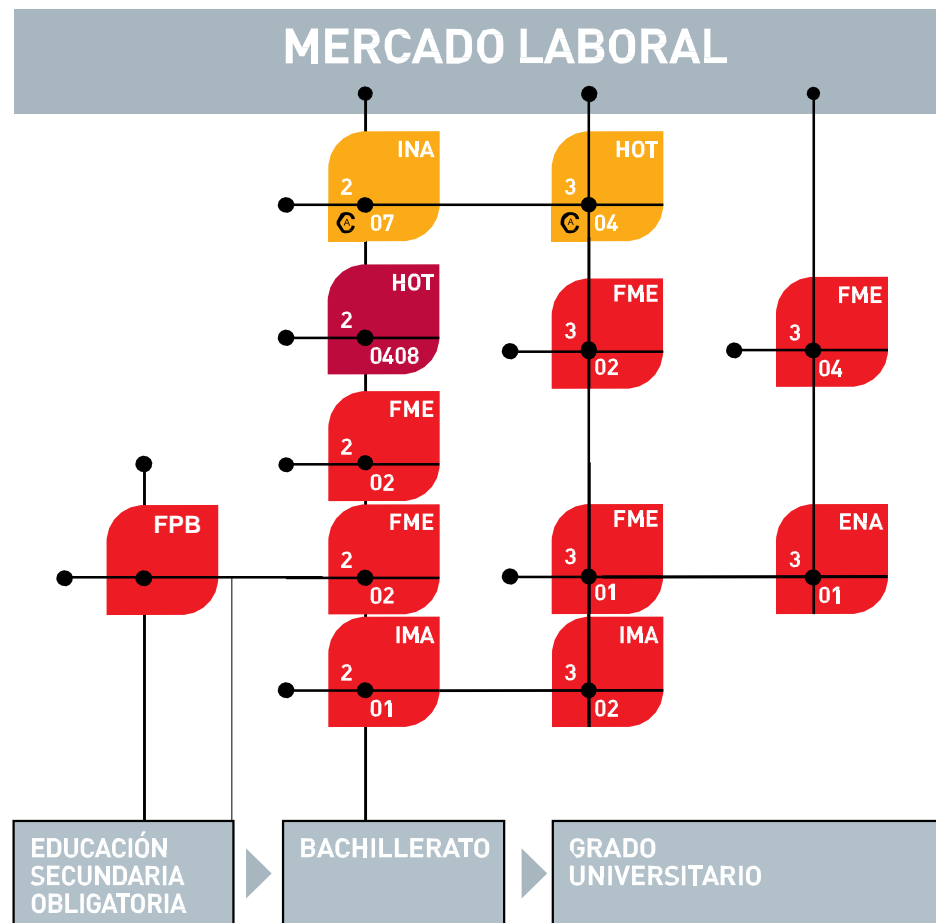 MERCADO LABORAL
INA
2
A
07
HOT
3
A
04
HOT
2
0408
FME
3
02
FME
3
04
FME
2
02
FPB
FME
2
02
FME
3
01
ENA
3
01
IMA
2
01
IMA
3
02
EDUCACIÓN
SECUNDARIA
OBLIGATORIA
BACHILLERATO
GRADO
UNIVERSITARIO